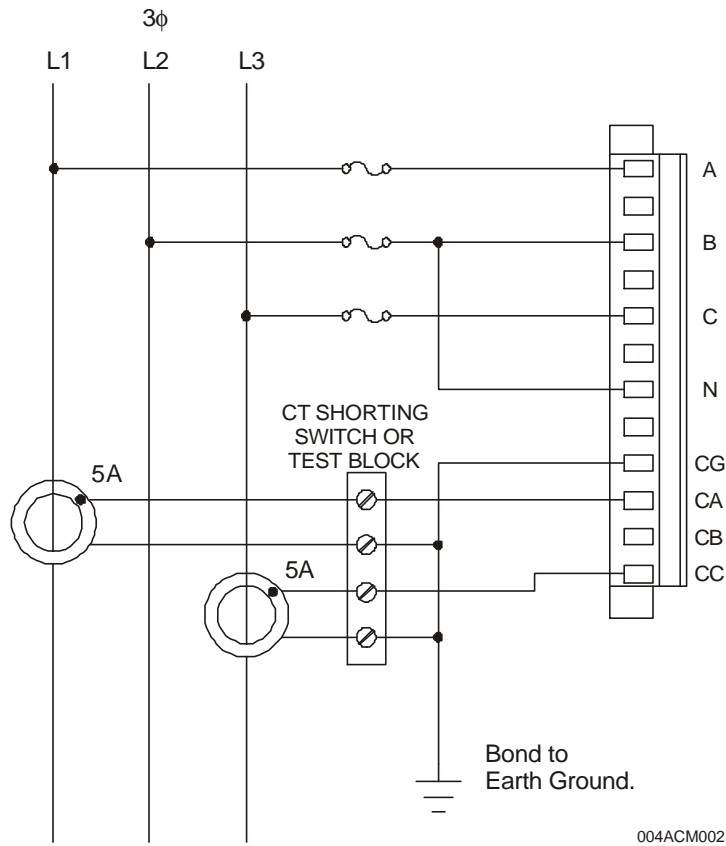 3ϕ
L1
L2
L3
A
B
C
N
CT SHORTING
SWITCH OR
TEST BLOCK
CG
5A
CA
CB
5A
CC
Bond to
Earth Ground.
004ACM002